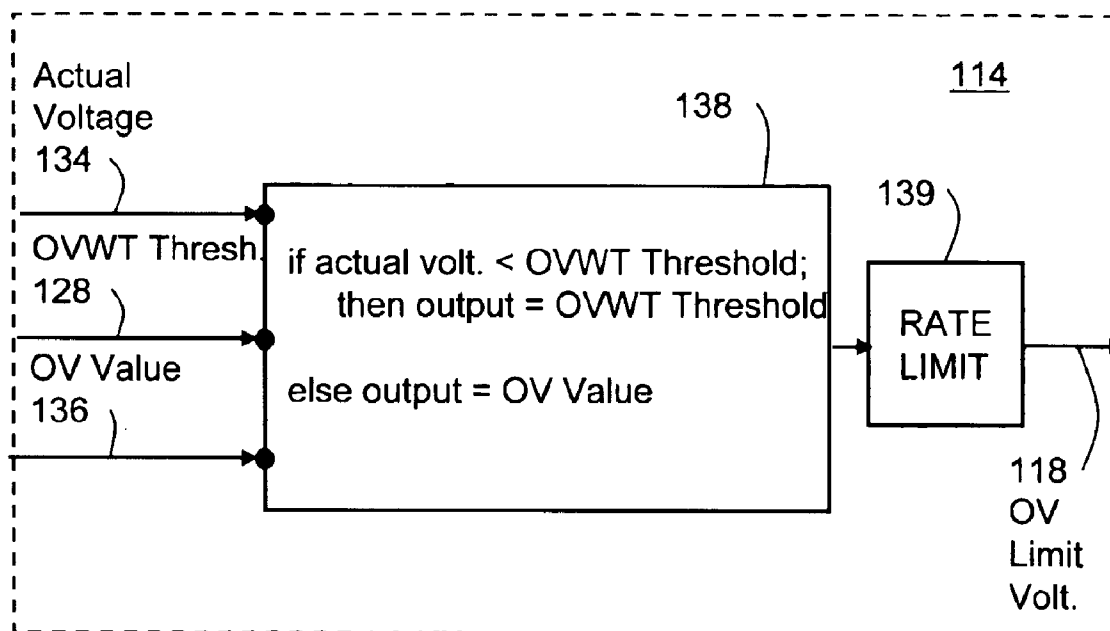 Actual
Voltage
134
OVWT Thresh.
128
OV Value
136
138
114
if actual volt. < OVWT Threshold;
then output = OVWT Threshold
else output = OV Value
139
RATE
LIMIT
118
OV
Limit
Volt.